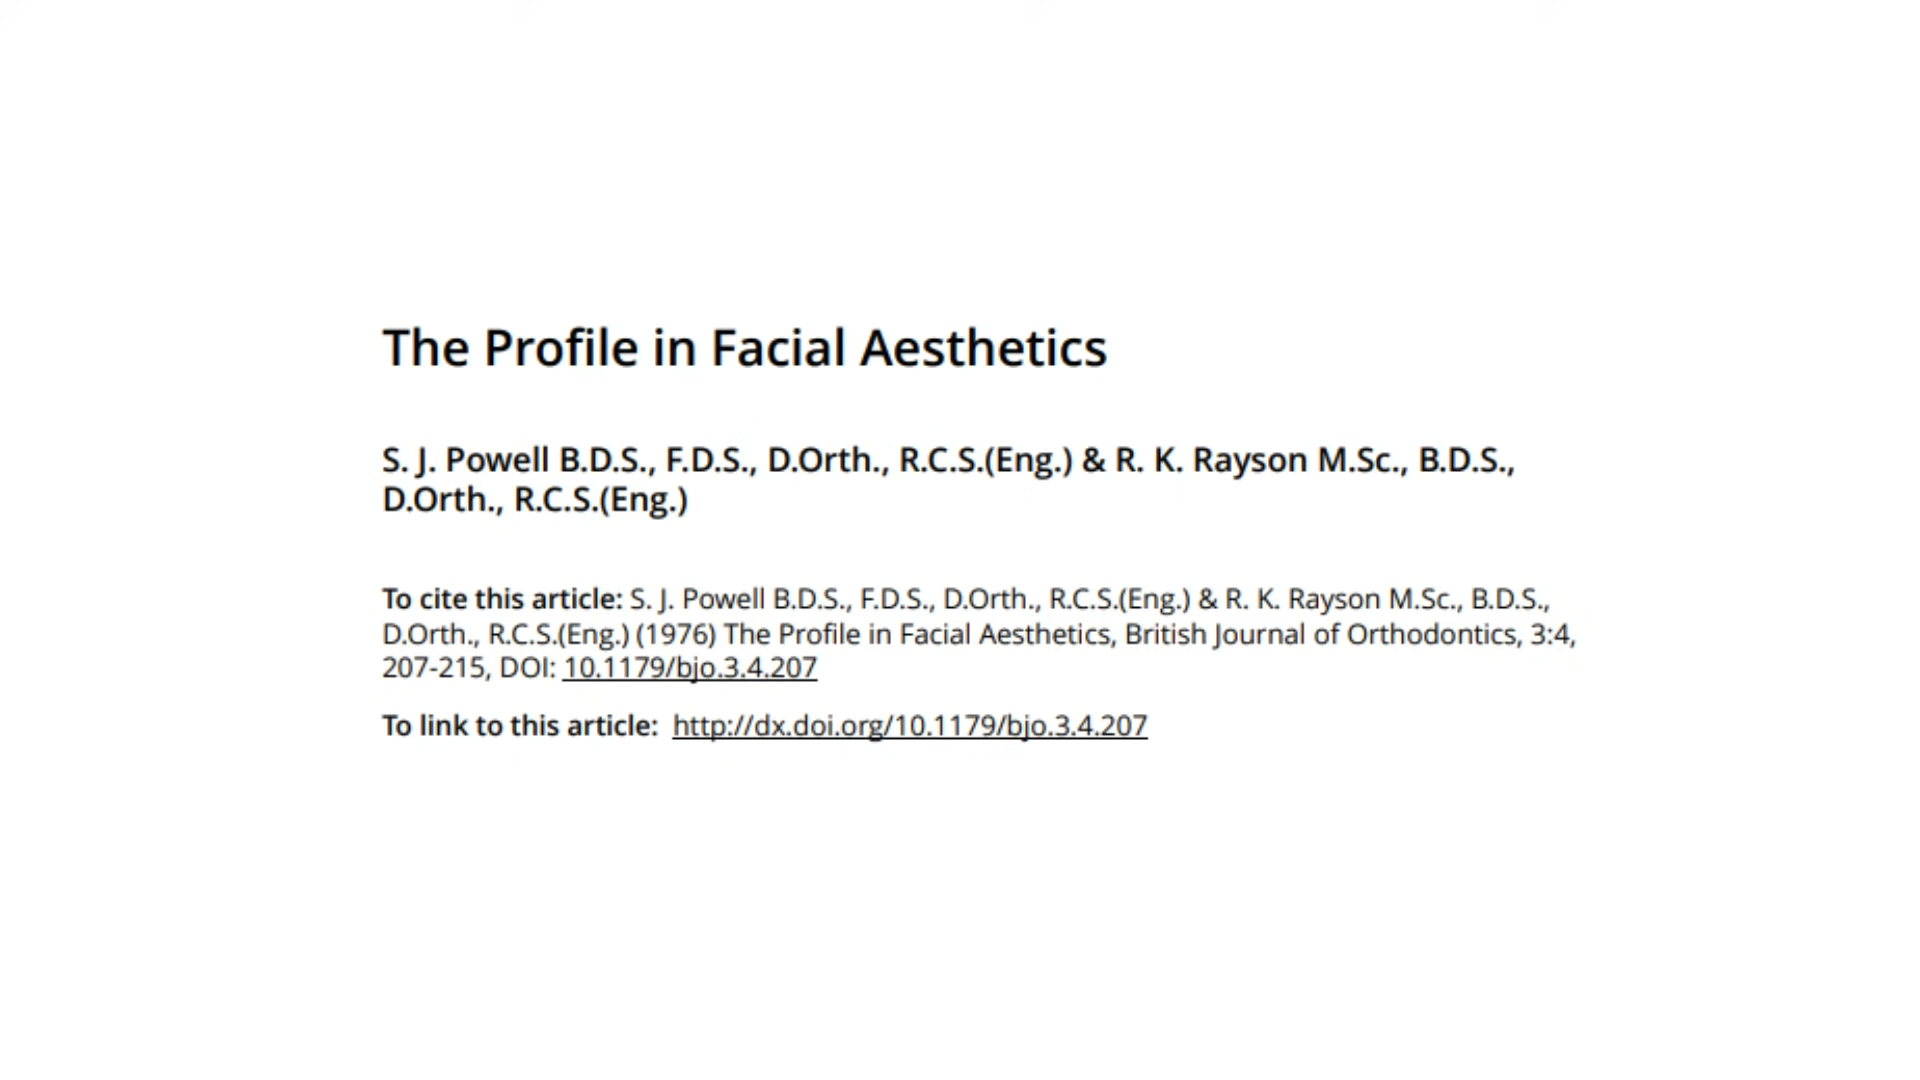 The Profile in Facial Aesthetics
S. J. Powell B.D.S., F.D.S., D.Orth., R.C.S.(Eng.) & R. K. Rayson M.Sc., B.D.S.,
D.Orth., R.C.S.(Eng.)
To cite this article: S. J. Powell B.D.S., F.D.S., D.Orth., R.C.S.(Eng.) & R. K. Rayson M.Sc., B.D.S.,
D.Orth., R.C.S.(Eng.) (1976) The Profile in Facial Aesthetics, British Journal of Orthodontics, 3:4,
207-215, DOI: 10.1179/bjo.3.4.207
To link to this article: http://dx.doi.org/10.1179/bjo.3.4.207